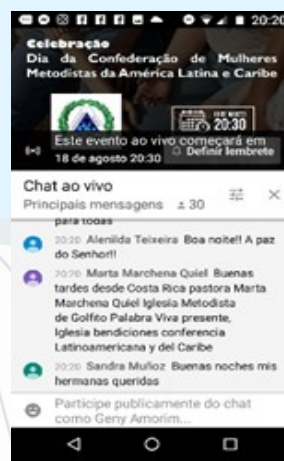 20:20
Celebração
Dia da Confederação de Mulheres
Metodistas da América Latina e Caribe
20:30
Este evento ao vivo começará em
18 de agosto 20:30
Definir lembrete
Chat ao vivo
Principais mensagens 30
para todas
20:20 Alenilda Teixeira Boa noite!! A paz
do Senhor!!
20:20 Marta Marchena Quiel Buenas
tardes desde Costa Rica pastora Marta
Marchena Quiel Iglesia Metodista
de Golfito Palabra Viva presente,
Iglesia bendiciones conferencia
Latinoamericana y del Caribe
20:20 Sandra Muñoz Buenas noches mis
hermanas queridas
Participe publicamente do chat
como Geny Amorim...